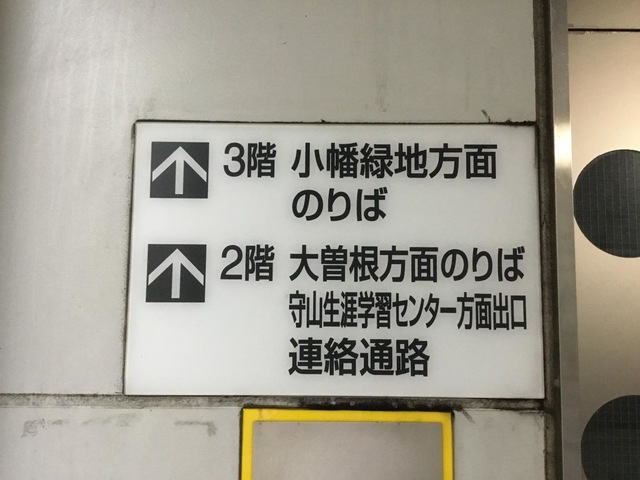 3階 小幡緑地方面
のりば
2階 大曽根方面のりば
守山生涯学習センター方面出口
連絡通路